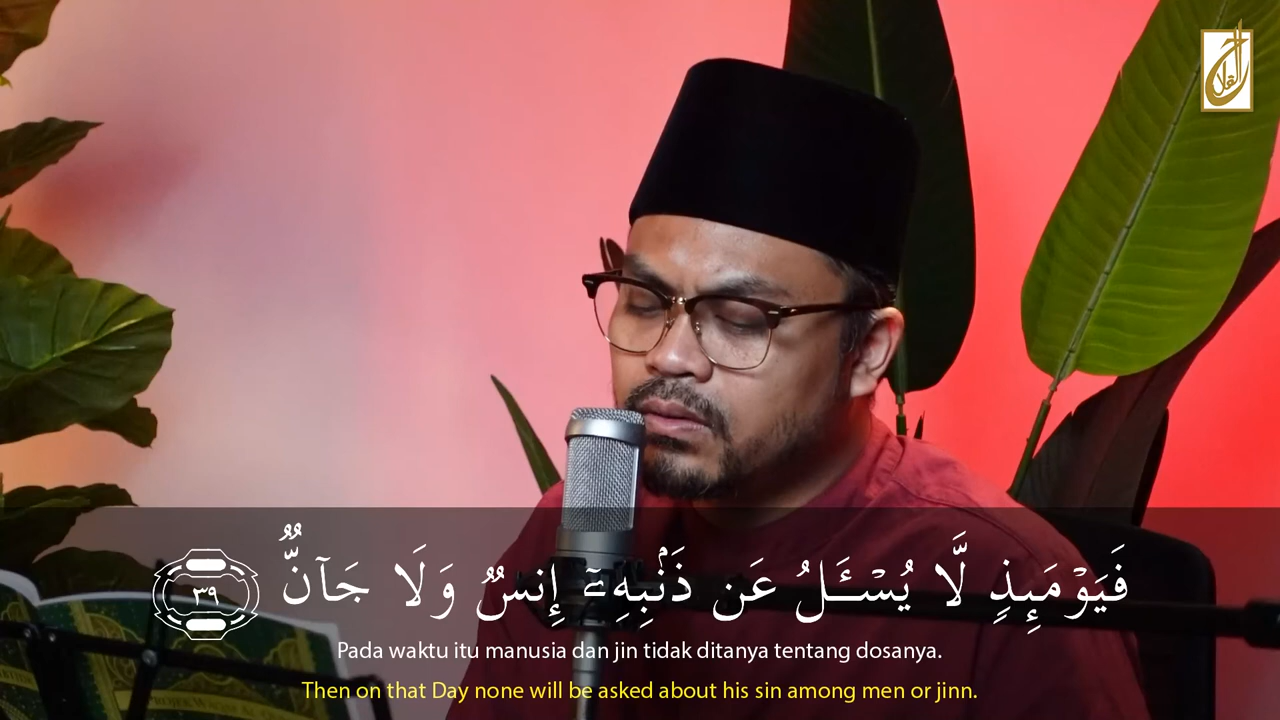 العلا
فَيَوْمَئِذٍ لَّا يُسْـَٔلُ عَن ذَنۢبِهِۦٓ إِنسٌ وَلَا جَآنٌّ ٣٩
Pada waktu itu manusia dan jin tidak ditanya tentang dosanya.
Then on that Day none will be asked about his sin among men or jinn.